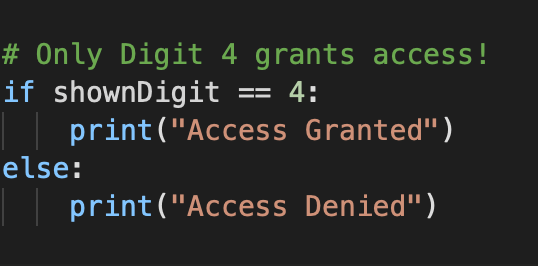 # Only Digit 4 grants access!
if shownDigit == 4:
    print("Access Granted")
else:
    print("Access Denied")